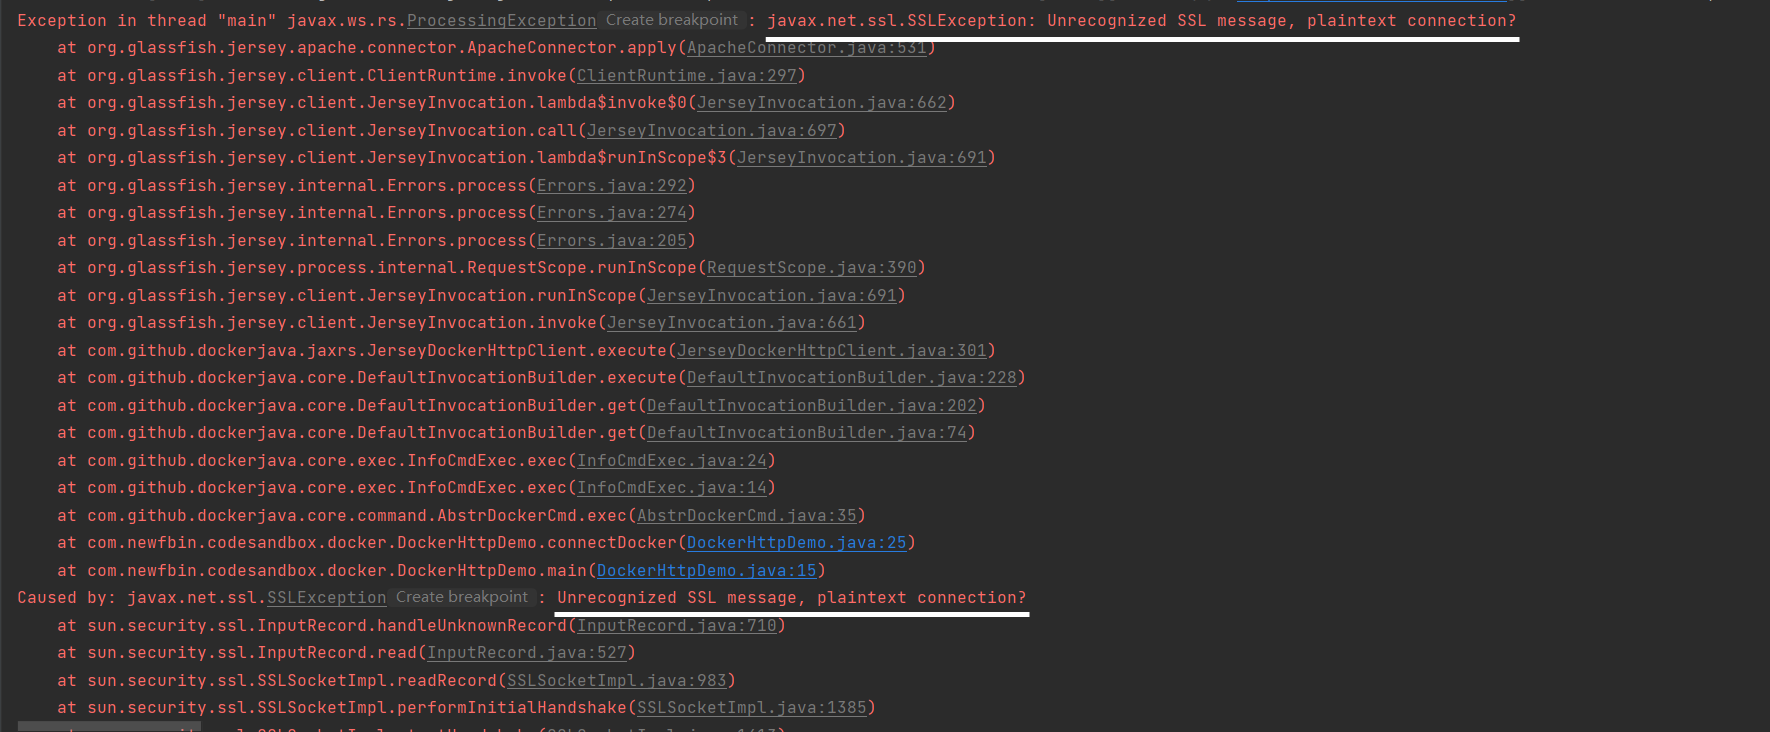 Exception in thread "main" javax.ws.rs.ProcessingException Create breakpoint : javax.net.ssl.SSLException: Unrecognized SSL message, plaintext connection?
at org.glassfish.jersey.apache.connector.ApacheConnector.apply(ApacheConnector.java:531)
at org.glassfish.jersey.client.ClientRuntime.invoke(ClientRuntime.java:297)
at org.glassfish.jersey.client.JerseyInvocation.lambda$invoke$0(JerseyInvocation.java:662)
at org.glassfish.jersey.client.JerseyInvocation.call(JerseyInvocation.java:697)
at org.glassfish.jersey.client.JerseyInvocation.lambda$runInScope$3(JerseyInvocation.java:691)
at org.glassfish.jersey.internal.Errors.process(Errors.java:292)
at org.glassfish.jersey.internal.Errors.process(Errors.java:274)
at org.glassfish.jersey.internal.Errors.process(Errors.java:205)
at org.glassfish.jersey.process.internal.RequestScope.runInScope(RequestScope.java:390)
at org.glassfish.jersey.client.JerseyInvocation.runInScope(JerseyInvocation.java:691)
at org.glassfish.jersey.client.JerseyInvocation.invoke(JerseyInvocation.java:661)
at com.github.dockerjava.jaxrs.JerseyDockerHttpClient.execute(JerseyDockerHttpClient.java:301)
at com.github.dockerjava.core.DefaultInvocationBuilder.execute(DefaultInvocationBuilder.java:228)
at com.github.dockerjava.core.DefaultInvocationBuilder.get(DefaultInvocationBuilder.java:202)
at com.github.dockerjava.core.DefaultInvocationBuilder.get(DefaultInvocationBuilder.java:74)
at com.github.dockerjava.core.exec.InfoCmdExec.exec(InfoCmdExec.java:24)
at com.github.dockerjava.core.exec.InfoCmdExec.exec(InfoCmdExec.java:14)
at com.github.dockerjava.core.command.AbstrDockerCmd.exec(AbstrDockerCmd.java:35)
at com.newfbin.codesandbox.docker.DockerHttpDemo.connectDocker(DockerHttpDemo.java:25)
at com.newfbin.codesandbox.docker.DockerHttpDemo.main(DockerHttpDemo.java:15)
Caused by: javax.net.ssl.SSLException Create breakpoint : Unrecognized SSL message, plaintext connection?
at sun.security.ssl.InputRecord.handleUnknownRecord(InputRecord.java:710)
at sun.security.ssl.InputRecord.read(InputRecord.java:527)
at sun.security.ssl.SSLSocketImpl.readRecord(SSLSocketImpl.java:983)
at sun.security.ssl.SSLSocketImpl.performInitialHandshake(SSLSocketImpl.java:1385)